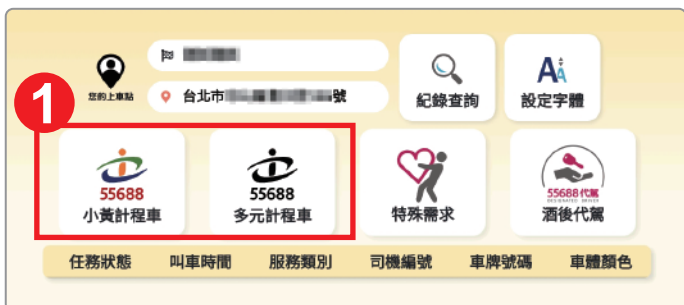 1
您的上車點
台北市 號
紀錄查詢
AA
設定字體
55688
小黃計程車
55688
多元計程車
特殊需求
55688代駕
DESIGNATED DRIVER
酒後代駕
任務狀態 叫車時間 服務類別 司機編號 車牌號碼 車體顏色